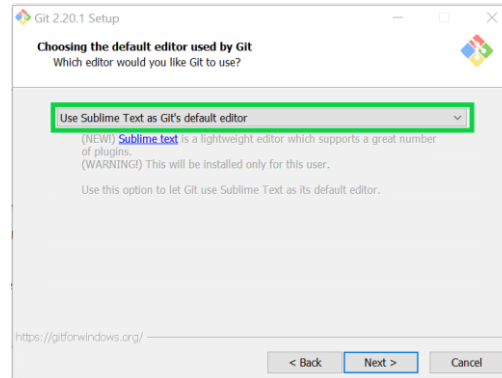 Git 2.20.1 Setup
Choosing the default editor used by Git
Which editor would you like Git to use?
Use Sublime Text as Git's default editor
(NEW!) Sublime text is a lightweight editor which supports a great number
of plugins.
(WARNING!) This will be installed only for this user.
Use this option to let Git use Sublime Text as its default editor.
https://gitforwindows.org/
< Back Next > Cancel